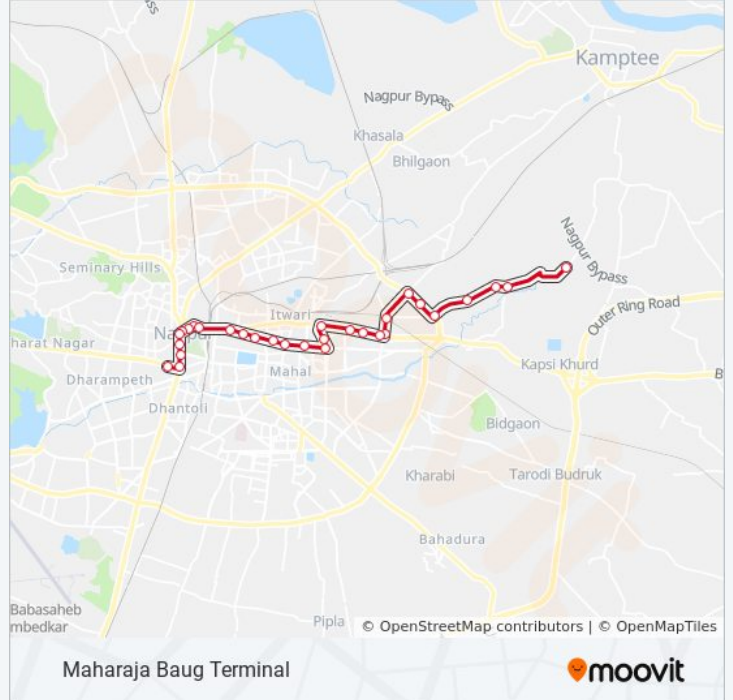 ss
Kamptee
Nagpur Bypass
Khasala
Bhilgaon
Nagpur Bypass
Seminary Hills
Outer Ring Road
Itwari
Nagpur
harat Nagar
Kapsi Khurd
Mahal
B
Dharampeth
Dhantoli
Bidgaon
Kharabi
Tarodi Budruk
Bahadura
Babasaheb
mbedkar
Pipla
© OpenStreetMap contributors | © OpenMapTiles
Maharaja Baug Terminal
moovit